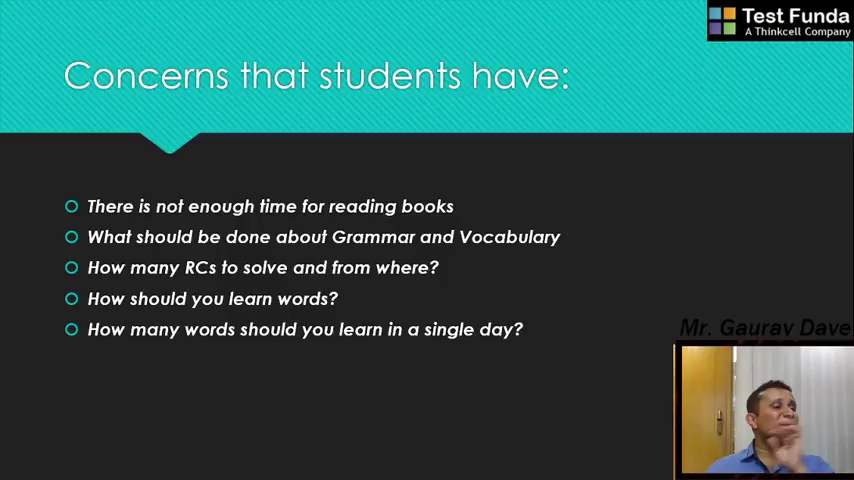 Test Funda
A Thinkcell Company
Concerns that students have:
There is not enough time for reading books
What should be done about Grammar and Vocabulary
How many RCs to solve and from where?
How should you learn words?
How many words should you learn in a single day?
Mr. Gaurav Dave